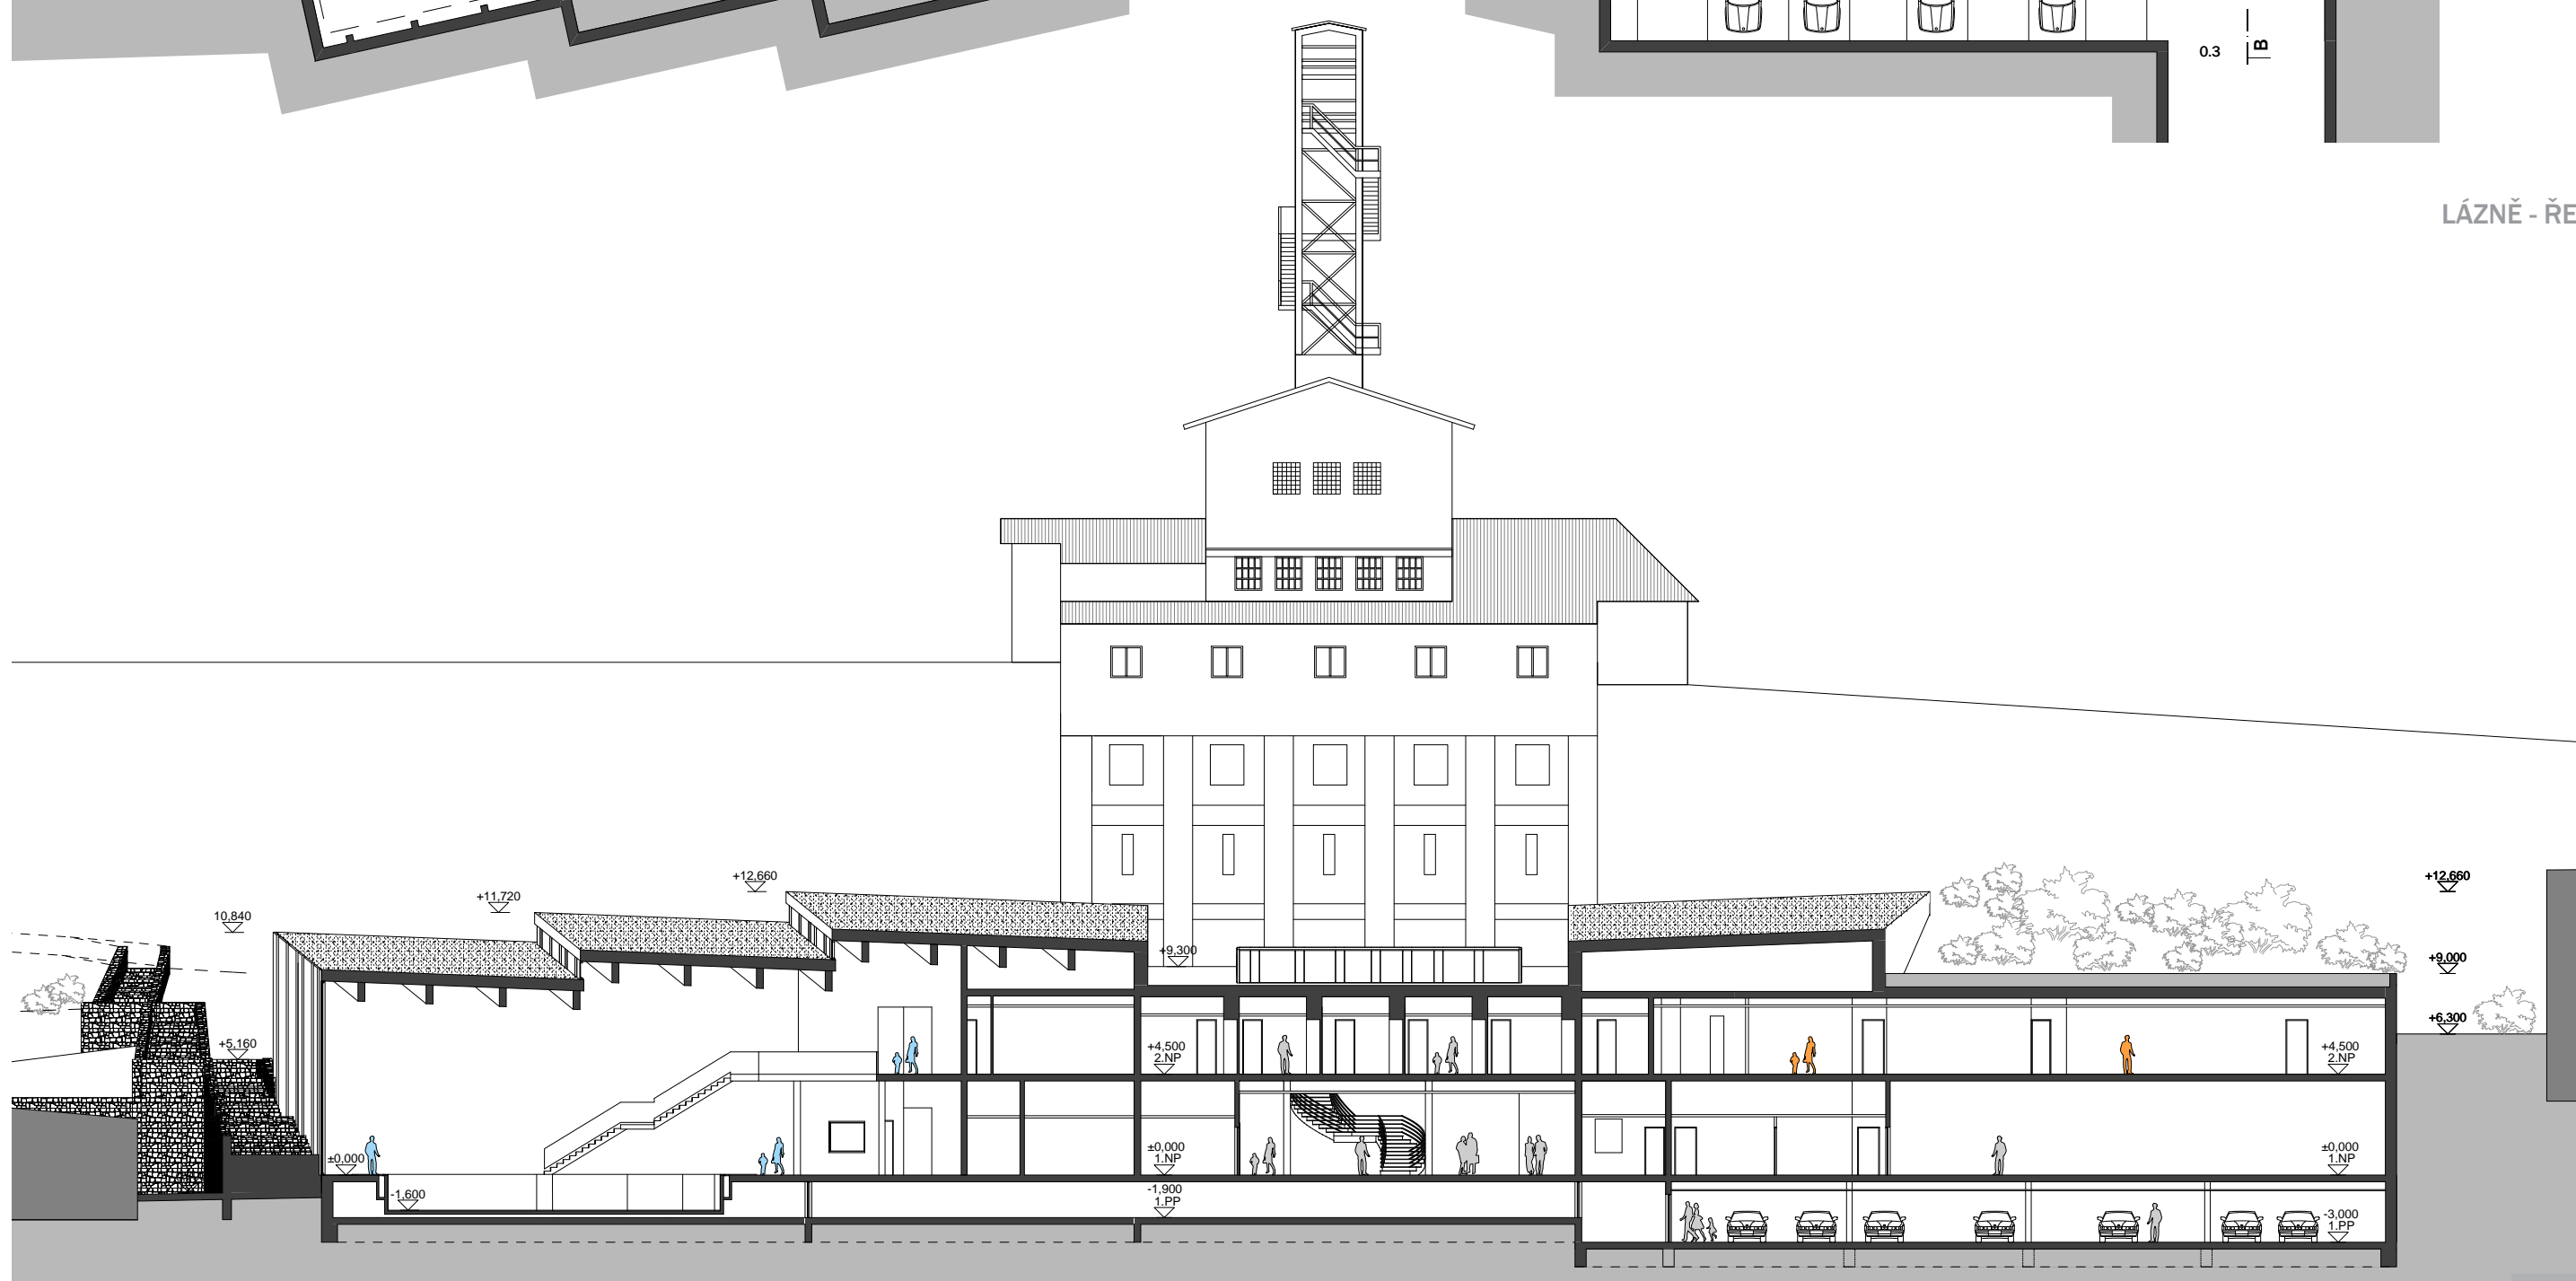 0.3
B
LÁZNĚ - ŘE
+12,660
+12,660
+11,720
10,840
+9,300
+9,000
+6,300
+5,160
+4,500
2.NP
+4,500
2.NP
±0,000
±0,000
1.NP
±0,000
1.NP
-1,600
-1,900
1.PP
-3,000
1.PP